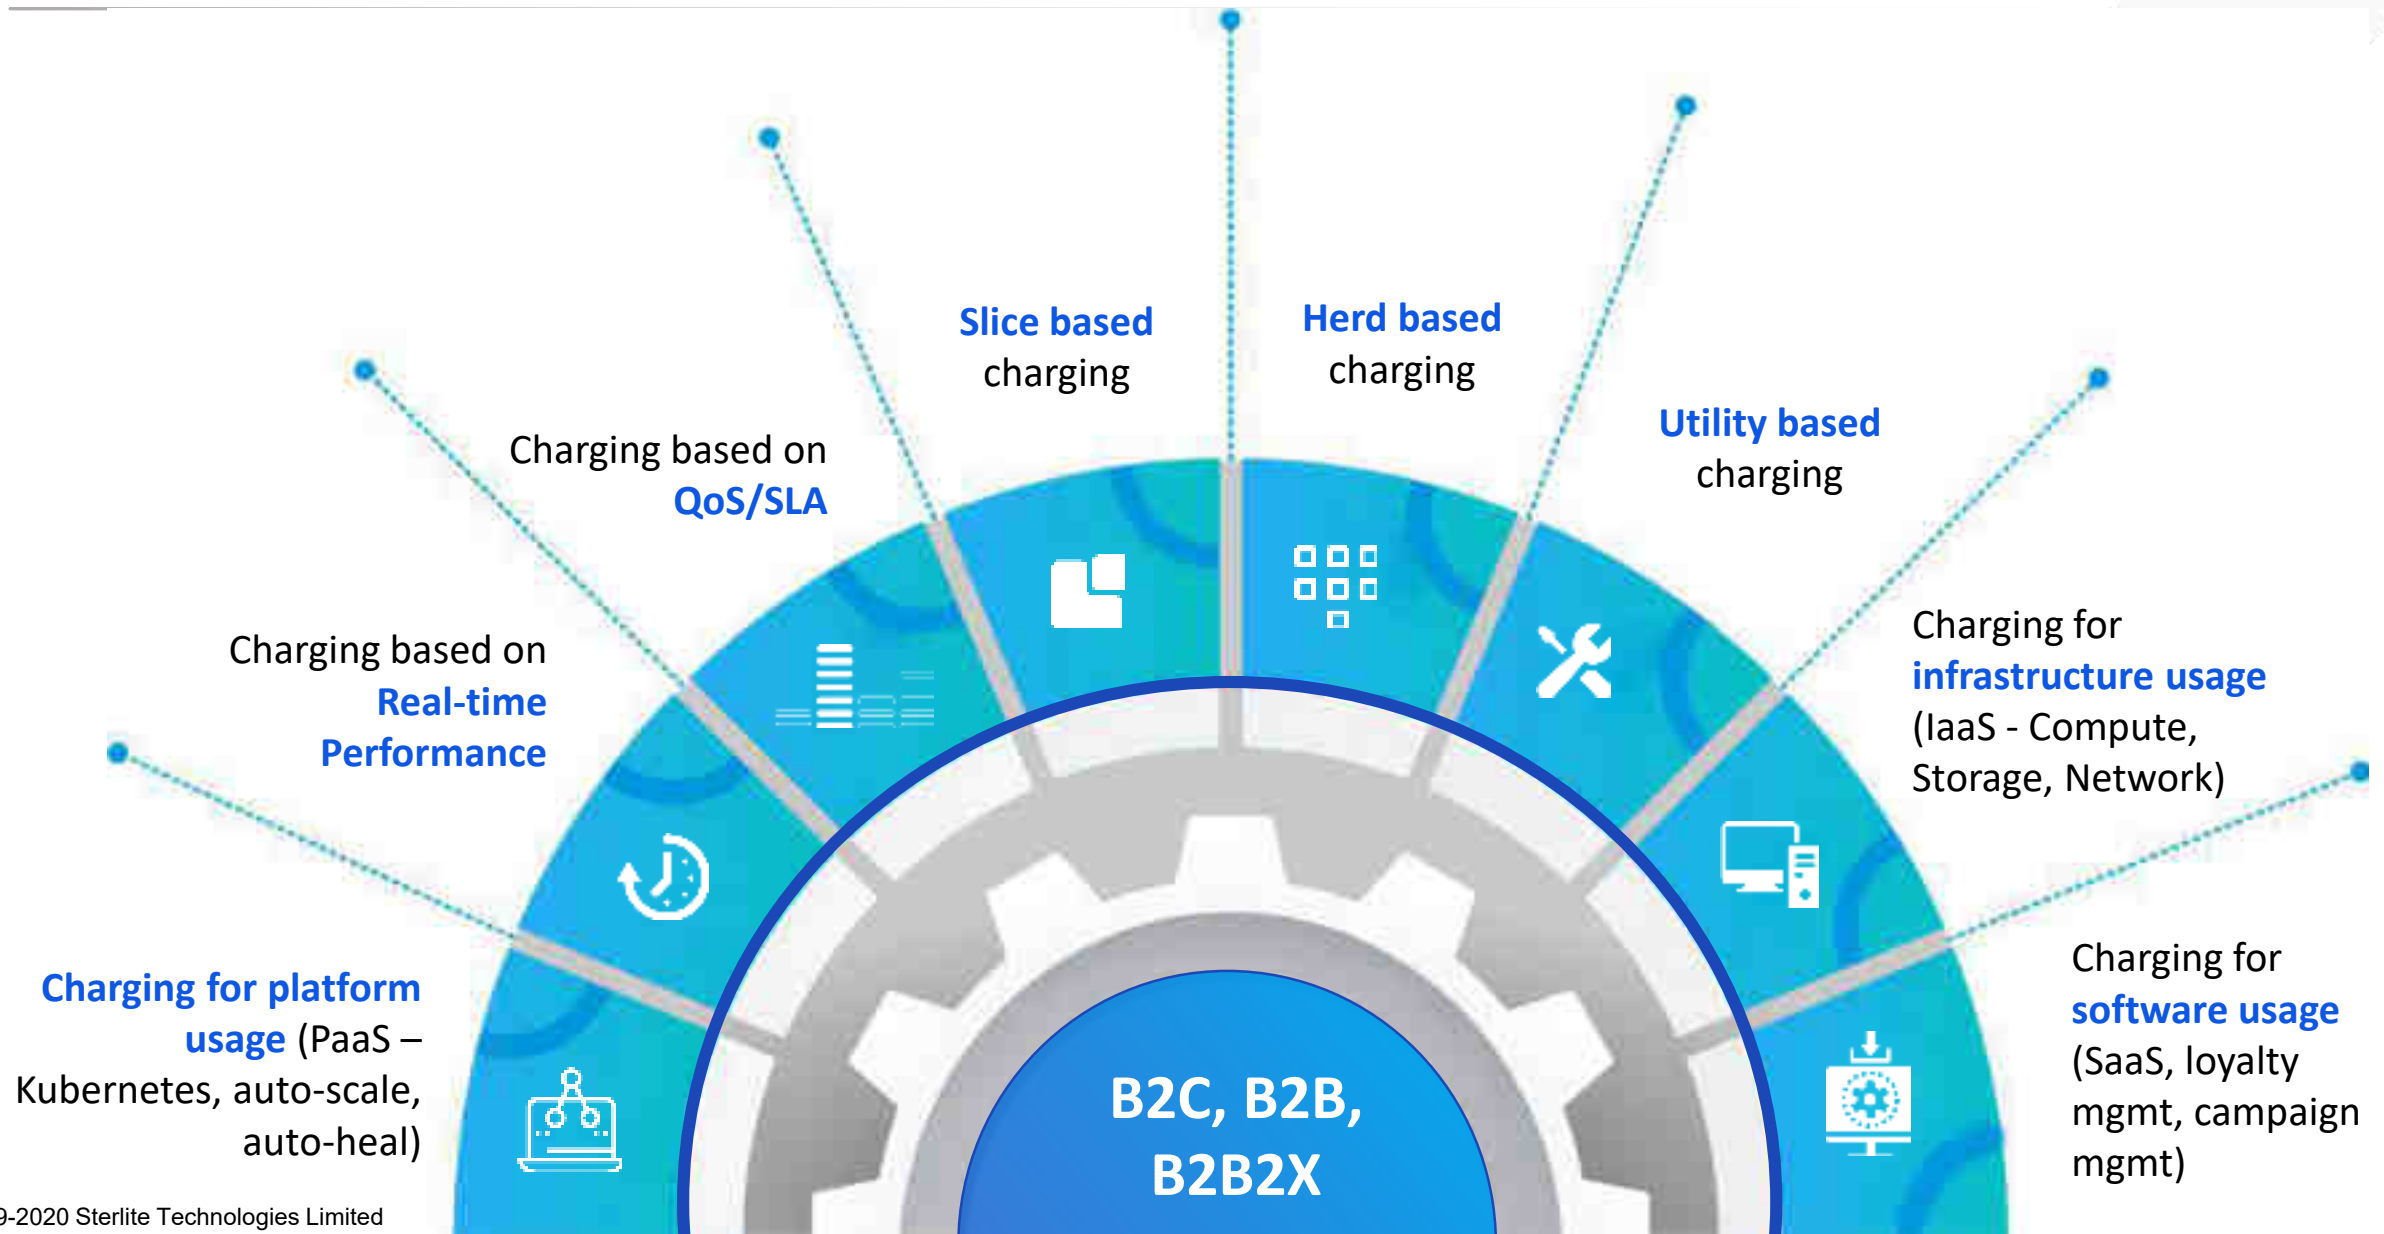 Slice based
charging
Herd based
charging
Utility based
charging
Charging based on
QoS/SLA
Charging based on
Real-time
Performance
Charging for
infrastructure usage
(IaaS - Compute,
Storage, Network)
Charging for platform
usage (PaaS –
Kubernetes, auto-scale,
auto-heal)
Charging for
software usage
(SaaS, loyalty
mgmt, campaign
mgmt)
B2C, B2B,
B2B2X
9-2020 Sterlite Technologies Limited